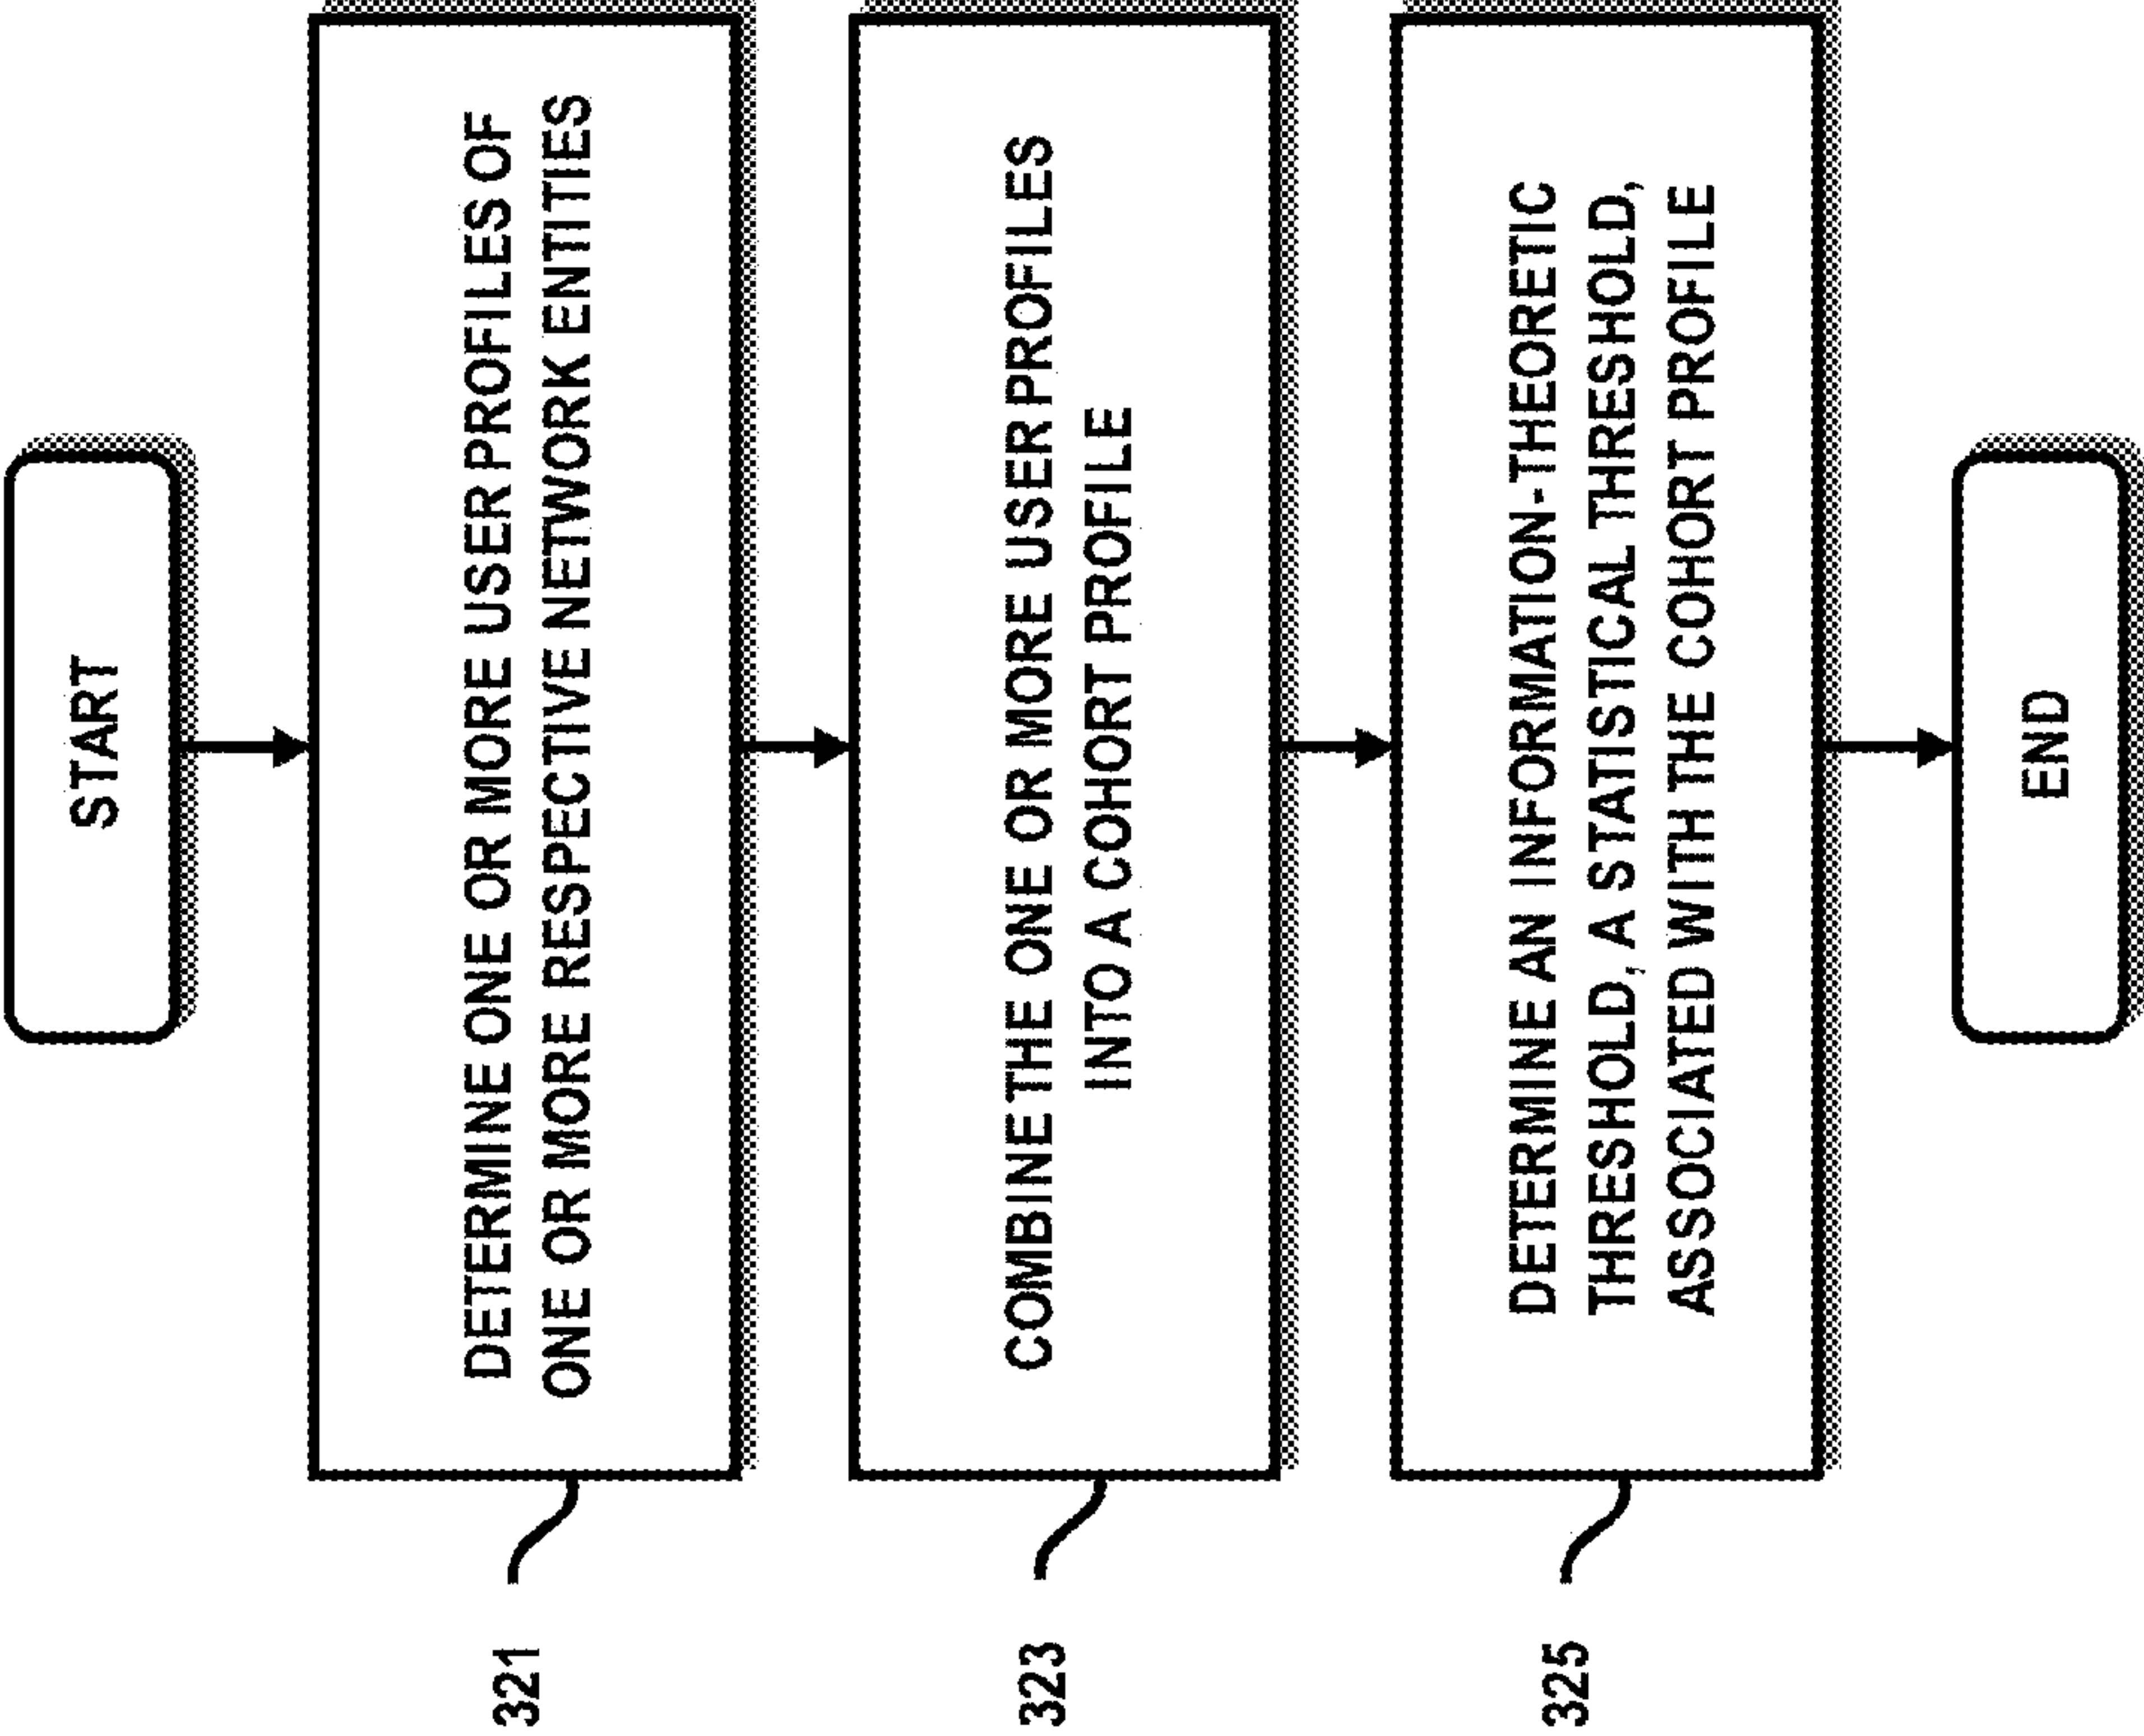 START
321
DETERMINE ONE OR MORE USER PROFILES OF
ONE OR MORE RESPECTIVE NETWORK ENTITIES
323
COMBINE THE ONE OR MORE USER PROFILES
INTO A COHORT PROFILE
325
DETERMINE AN INFORMATION-THEORETIC
THRESHOLD, A STATISTICAL THRESHOLD,
ASSOCIATED WITH THE COHORT PROFILE
END